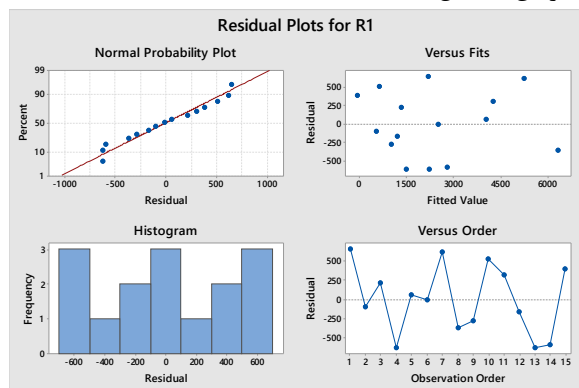 Residual Plots for R1
Normal Probability Plot
99
90
50
10
1
Percent
-1000 -500 0 500 1000
Residual
Versus Fits
500
250
0
-250
-500
Residual
0 1500 3000 4500 6000
Fitted Value
Histogram
3
2
1
0
Frequency
-600 -400 -200 0 200 400 600
Residual
Versus Order
500
250
0
-250
-500
Residual
1 2 3 4 5 6 7 8 9 10 11 12 13 14 15
Observation Order